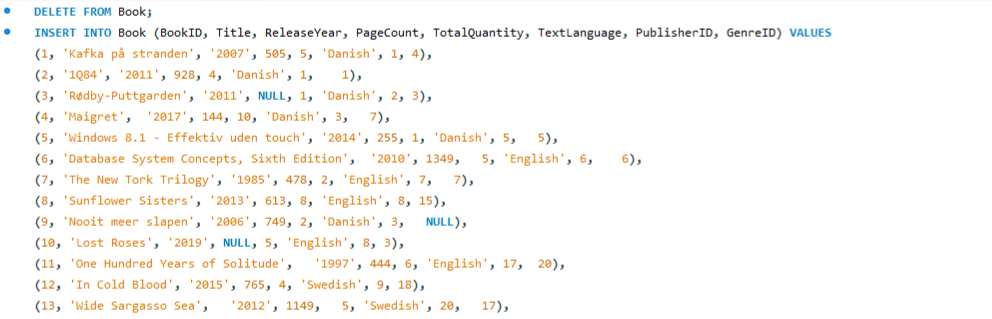 DELETE FROM Book;
INSERT INTO Book (BookID, Title, ReleaseYear, PageCount, TotalQuantity, TextLanguage, PublisherID, GenreID) VALUES
(1, 'Kafka på stranden', '2007', 505, 5, 'Danish', 1, 4),
(2, '1Q84', '2011', 928, 4, 'Danish', 1, 1),
(3, 'Rødby-Puttgarden', '2011', NULL, 1, 'Danish', 2, 3),
(4, 'Maigret', '2017', 144, 10, 'Danish', 3, 7),
(5, 'Windows 8.1 - Effektiv uden touch', '2014', 255, 1, 'Danish', 5, 5),
(6, 'Database System Concepts, Sixth Edition', '2010', 1349, 5, 'English', 6, 6),
(7, 'The New Tork Trilogy', '1985', 478, 2, 'English', 7, 7),
(8, 'Sunflower Sisters', '2013', 613, 8, 'English', 8, 15),
(9, 'Nooit meer slapen', '2006', 749, 2, 'Danish', 3, NULL),
(10, 'Lost Roses', '2019', NULL, 5, 'English', 8, 3),
(11, 'One Hundred Years of Solitude', '1997', 444, 6, 'English', 17, 20),
(12, 'In Cold Blood', '2015', 765, 4, 'Swedish', 9, 18),
(13, 'Wide Sargasso Sea', '2012', 1149, 5, 'Swedish', 20, 17),